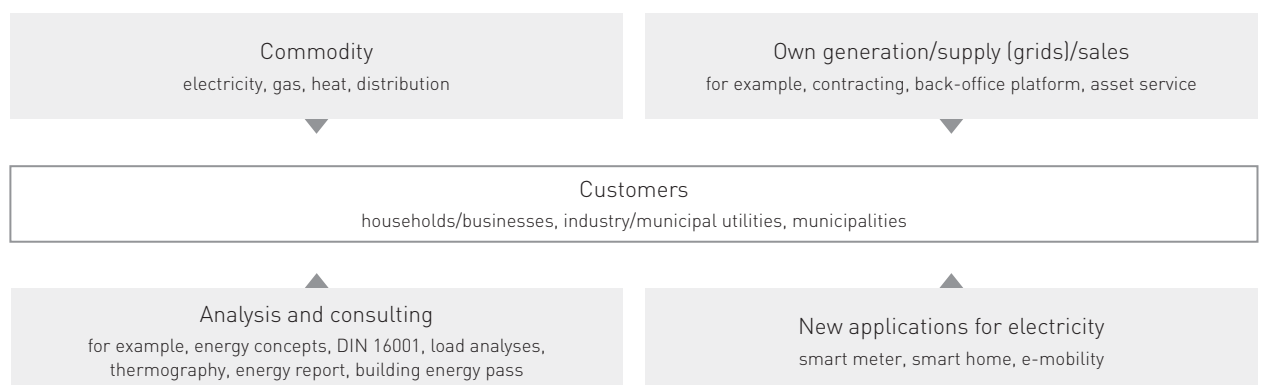 Commodity
electricity, gas, heat, distribution
Own generation/supply (grids)/sales
for example, contracting, back-office platform, asset service
Customers
households/businesses, industry/municipal utilities, municipalities
Analysis and consulting
for example, energy concepts, DIN 16001, load analyses,
thermography, energy report, building energy pass
New applications for electricity
smart meter, smart home, e-mobility